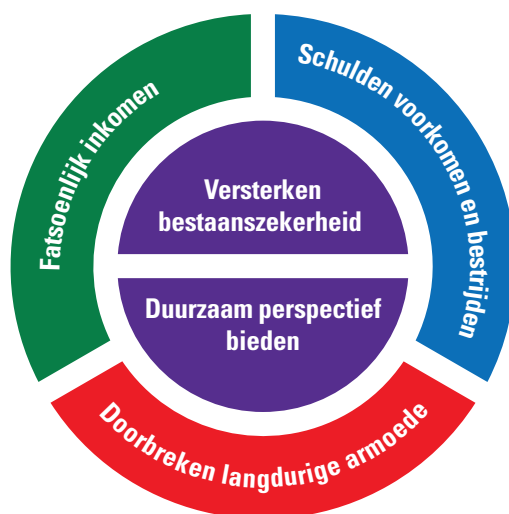 Fatsoenlijk inkomen
Schulden voorkomen en bestrijden
Versterken
bestaanszekerheid
Duurzaam perspectief
bieden
Doorbreken langdurige armoede